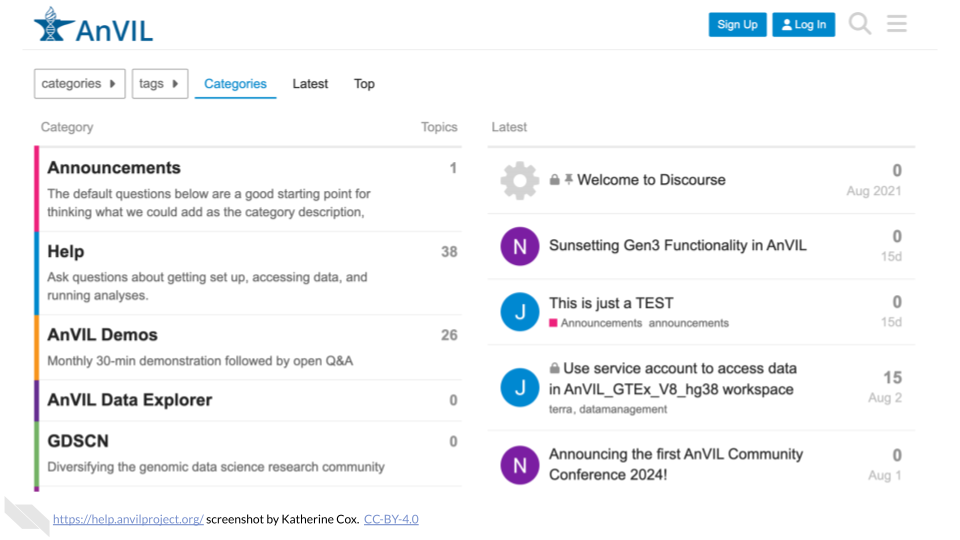 AnVIL
Sign Up
Log In
categories
tags
Categories
Latest
Top
Category
Topics
Announcements
1
The default questions below are a good starting point for
thinking what we could add as the category description,
Help
38
Ask questions about getting set up, accessing data, and
running analyses.
AnVIL Demos
26
Monthly 30-min demonstration followed by open Q&A
AnVIL Data Explorer
0
GDSCN
0
Diversifying the genomic data science research community
Latest
Welcome to Discourse
0
Aug 2021
N
Sunsetting Gen3 Functionality in AnVIL
0
15d
J
This is just a TEST
0
Announcements announcements
15d
J
Use service account to access data
15
in AnVIL_GTEx_V8_hg38 workspace
Aug 2
terra, datamanagement
N
Announcing the first AnVIL Community
0
Conference 2024!
Aug 1
https://help.anvilproject.org/ screenshot by Katherine Cox. CC-BY-4.0